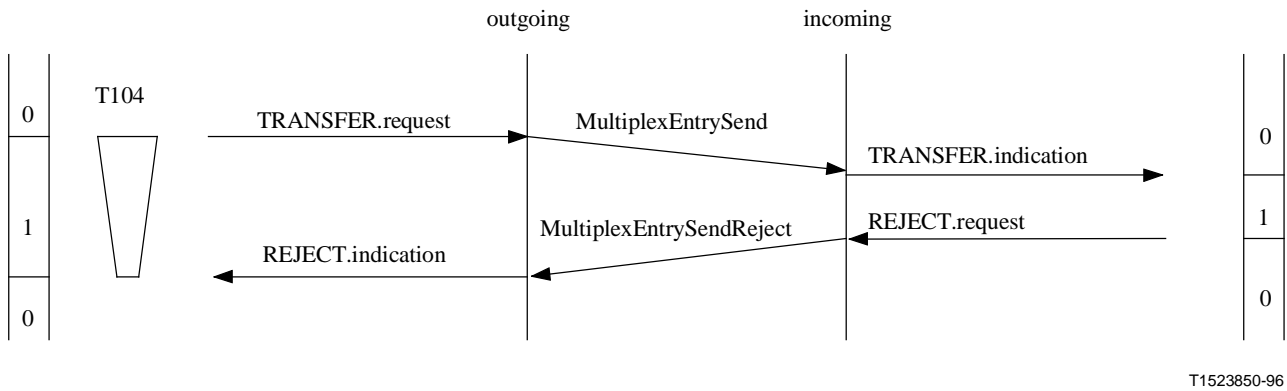 outgoing
incoming
T104
0
TRANSFER.request
MultiplexEntrySend
0
TRANSFER.indication
1
MultiplexEntrySendReject
REJECT.request
1
REJECT.indication
0
0
T1523850-96